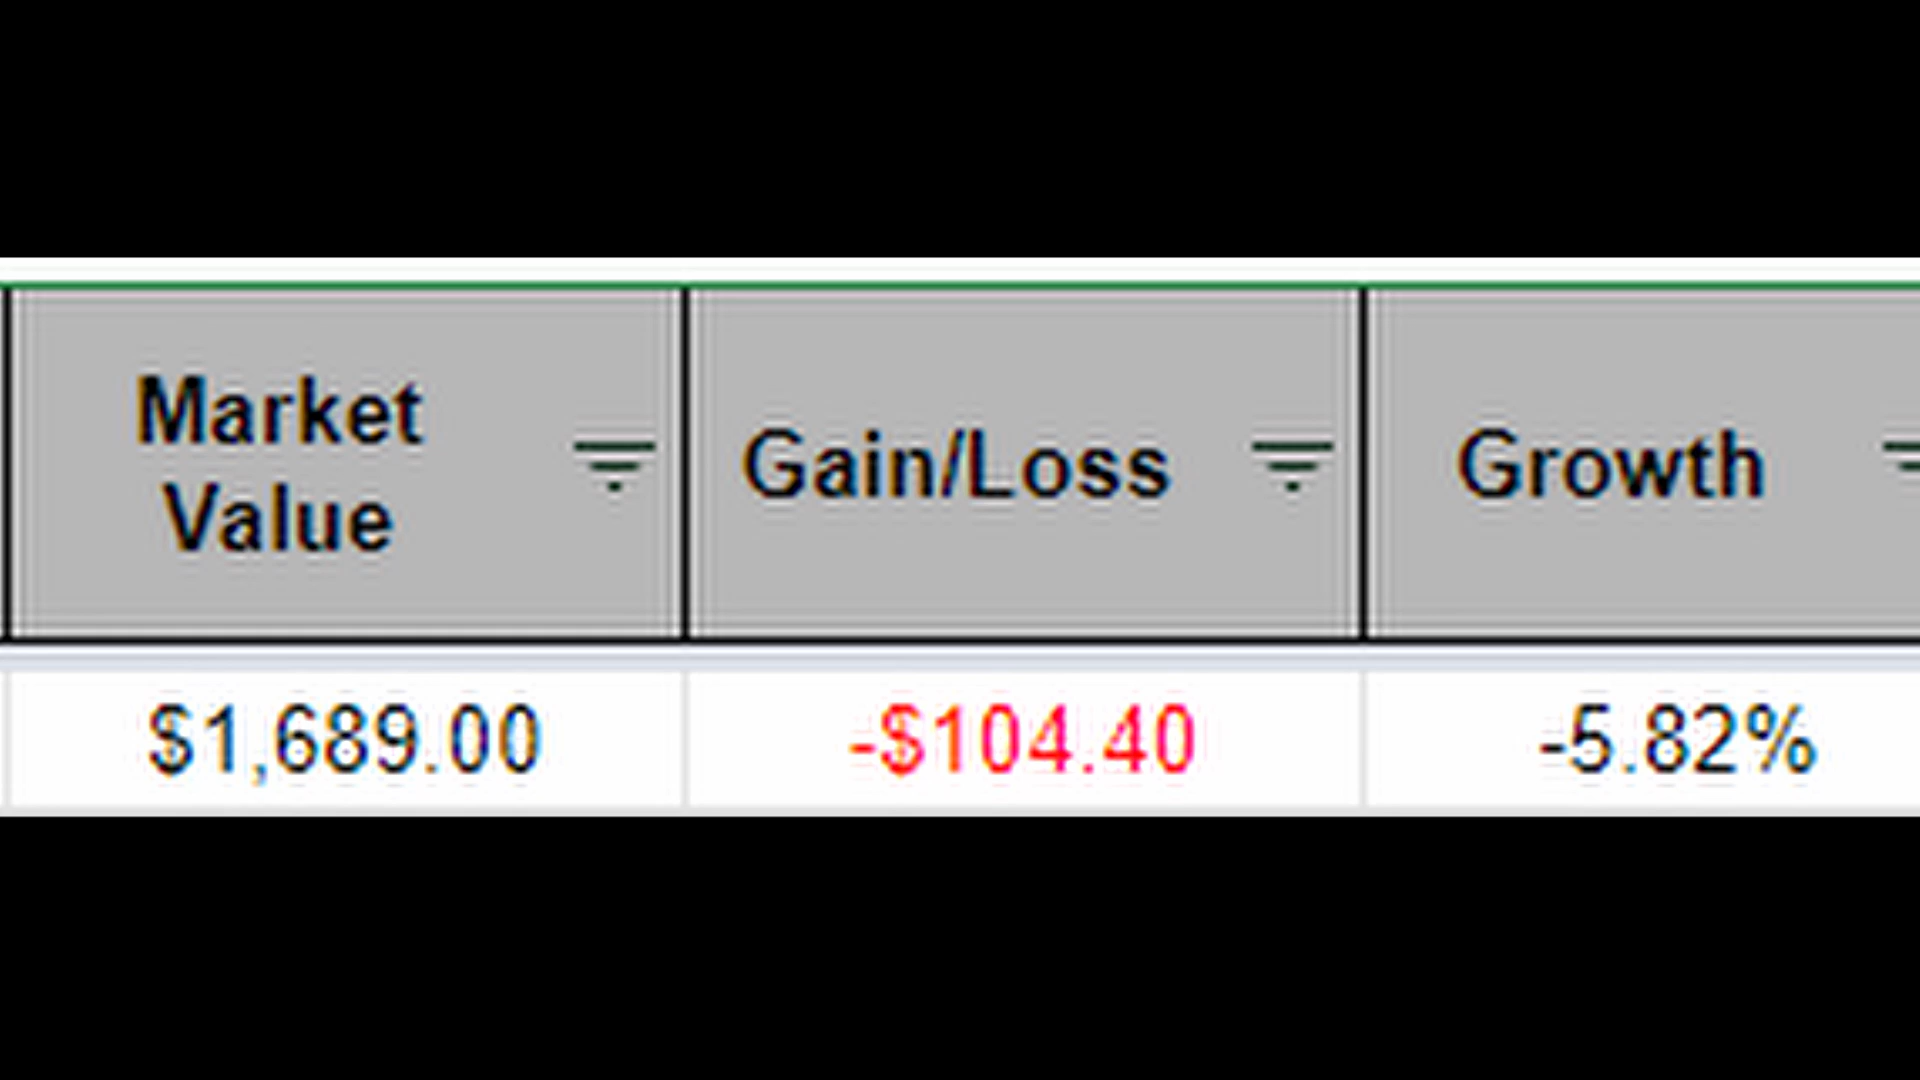 Market
Value
Gain/Loss
Growth
$1,689.00
-$104.40
-5.82%